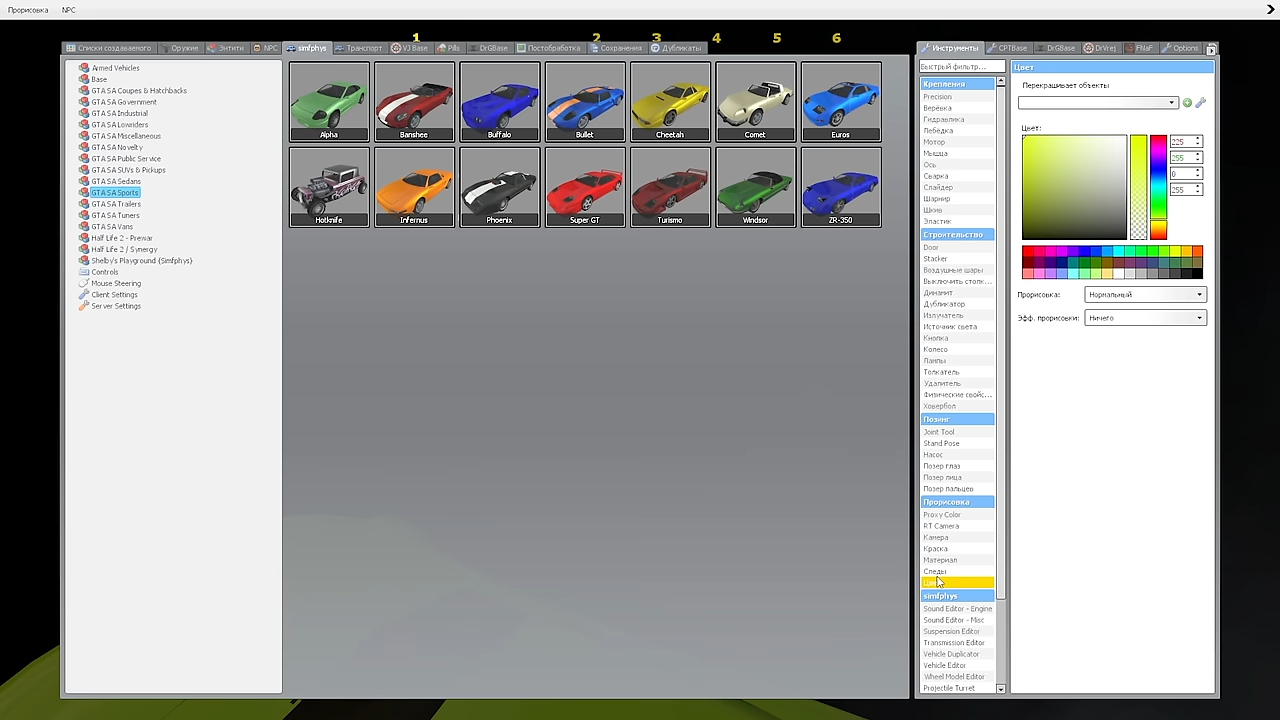 Прорисовка NPC
1 2 3 4 5 6
Списки создаваемого Оружие Энтити NPC simfphys Транспорт VJ Base Pills DrGBase Постобработка Сохранения Дубликаты
Armed Vehicles
Base
GTA SA Coupes & Hatchbacks
GTA SA Government
GTA SA Industrial
GTA SA Lowriders
GTA SA Miscellaneous
GTA SA Novelty
GTA SA Public Service
GTA SA SUVs & Pickups
GTA SA Sedans
GTA SA Sports
GTA SA Trailers
GTA SA Tuners
GTA SA Vans
Half Life 2 - Prewar
Half Life 2 / Synergy
Shelby's Playground {Simfphys}
Controls
Mouse Steering
Client Settings
Server Settings
Alpha Banshee Buffalo Bullet Cheetah Comet Euros
Hotknife Infernus Phoenix Super GT Turismo Windsor ZR-350
Инструменты CPTBase DrGBase DrVrej FNaF Options
Быстрый фильтр...
Крепления
Precision
Верёвка
Гидравлика
Лебёдка
Мотор
Мышца
Ось
Сварка
Слайдер
Шарнир
Шкив
Эластик
Строительство
Door
Stacker
Воздушные шары
Выключить столк...
Динамит
Дубликатор
Излучатель
Источник света
Кнопка
Колесо
Лампы
Толкатель
Удалитель
Физические свойс...
Ховербол
Позинг
Joint Tool
Stand Pose
Насос
Позер глаз
Позер лица
Позер пальцев
Прорисовка
Proxy Color
RT Camera
Камера
Краска
Материал
Следы
simfphys
Sound Editor - Engine
Sound Editor - Misc
Suspension Editor
Transmission Editor
Vehicle Duplicator
Vehicle Editor
Wheel Model Editor
Projectile Turret
Цвет
Перекрашивает объекты
Цвет:
225
255
0
255
Прорисовка: Нормальный
Эфф. прорисовки: Ничего